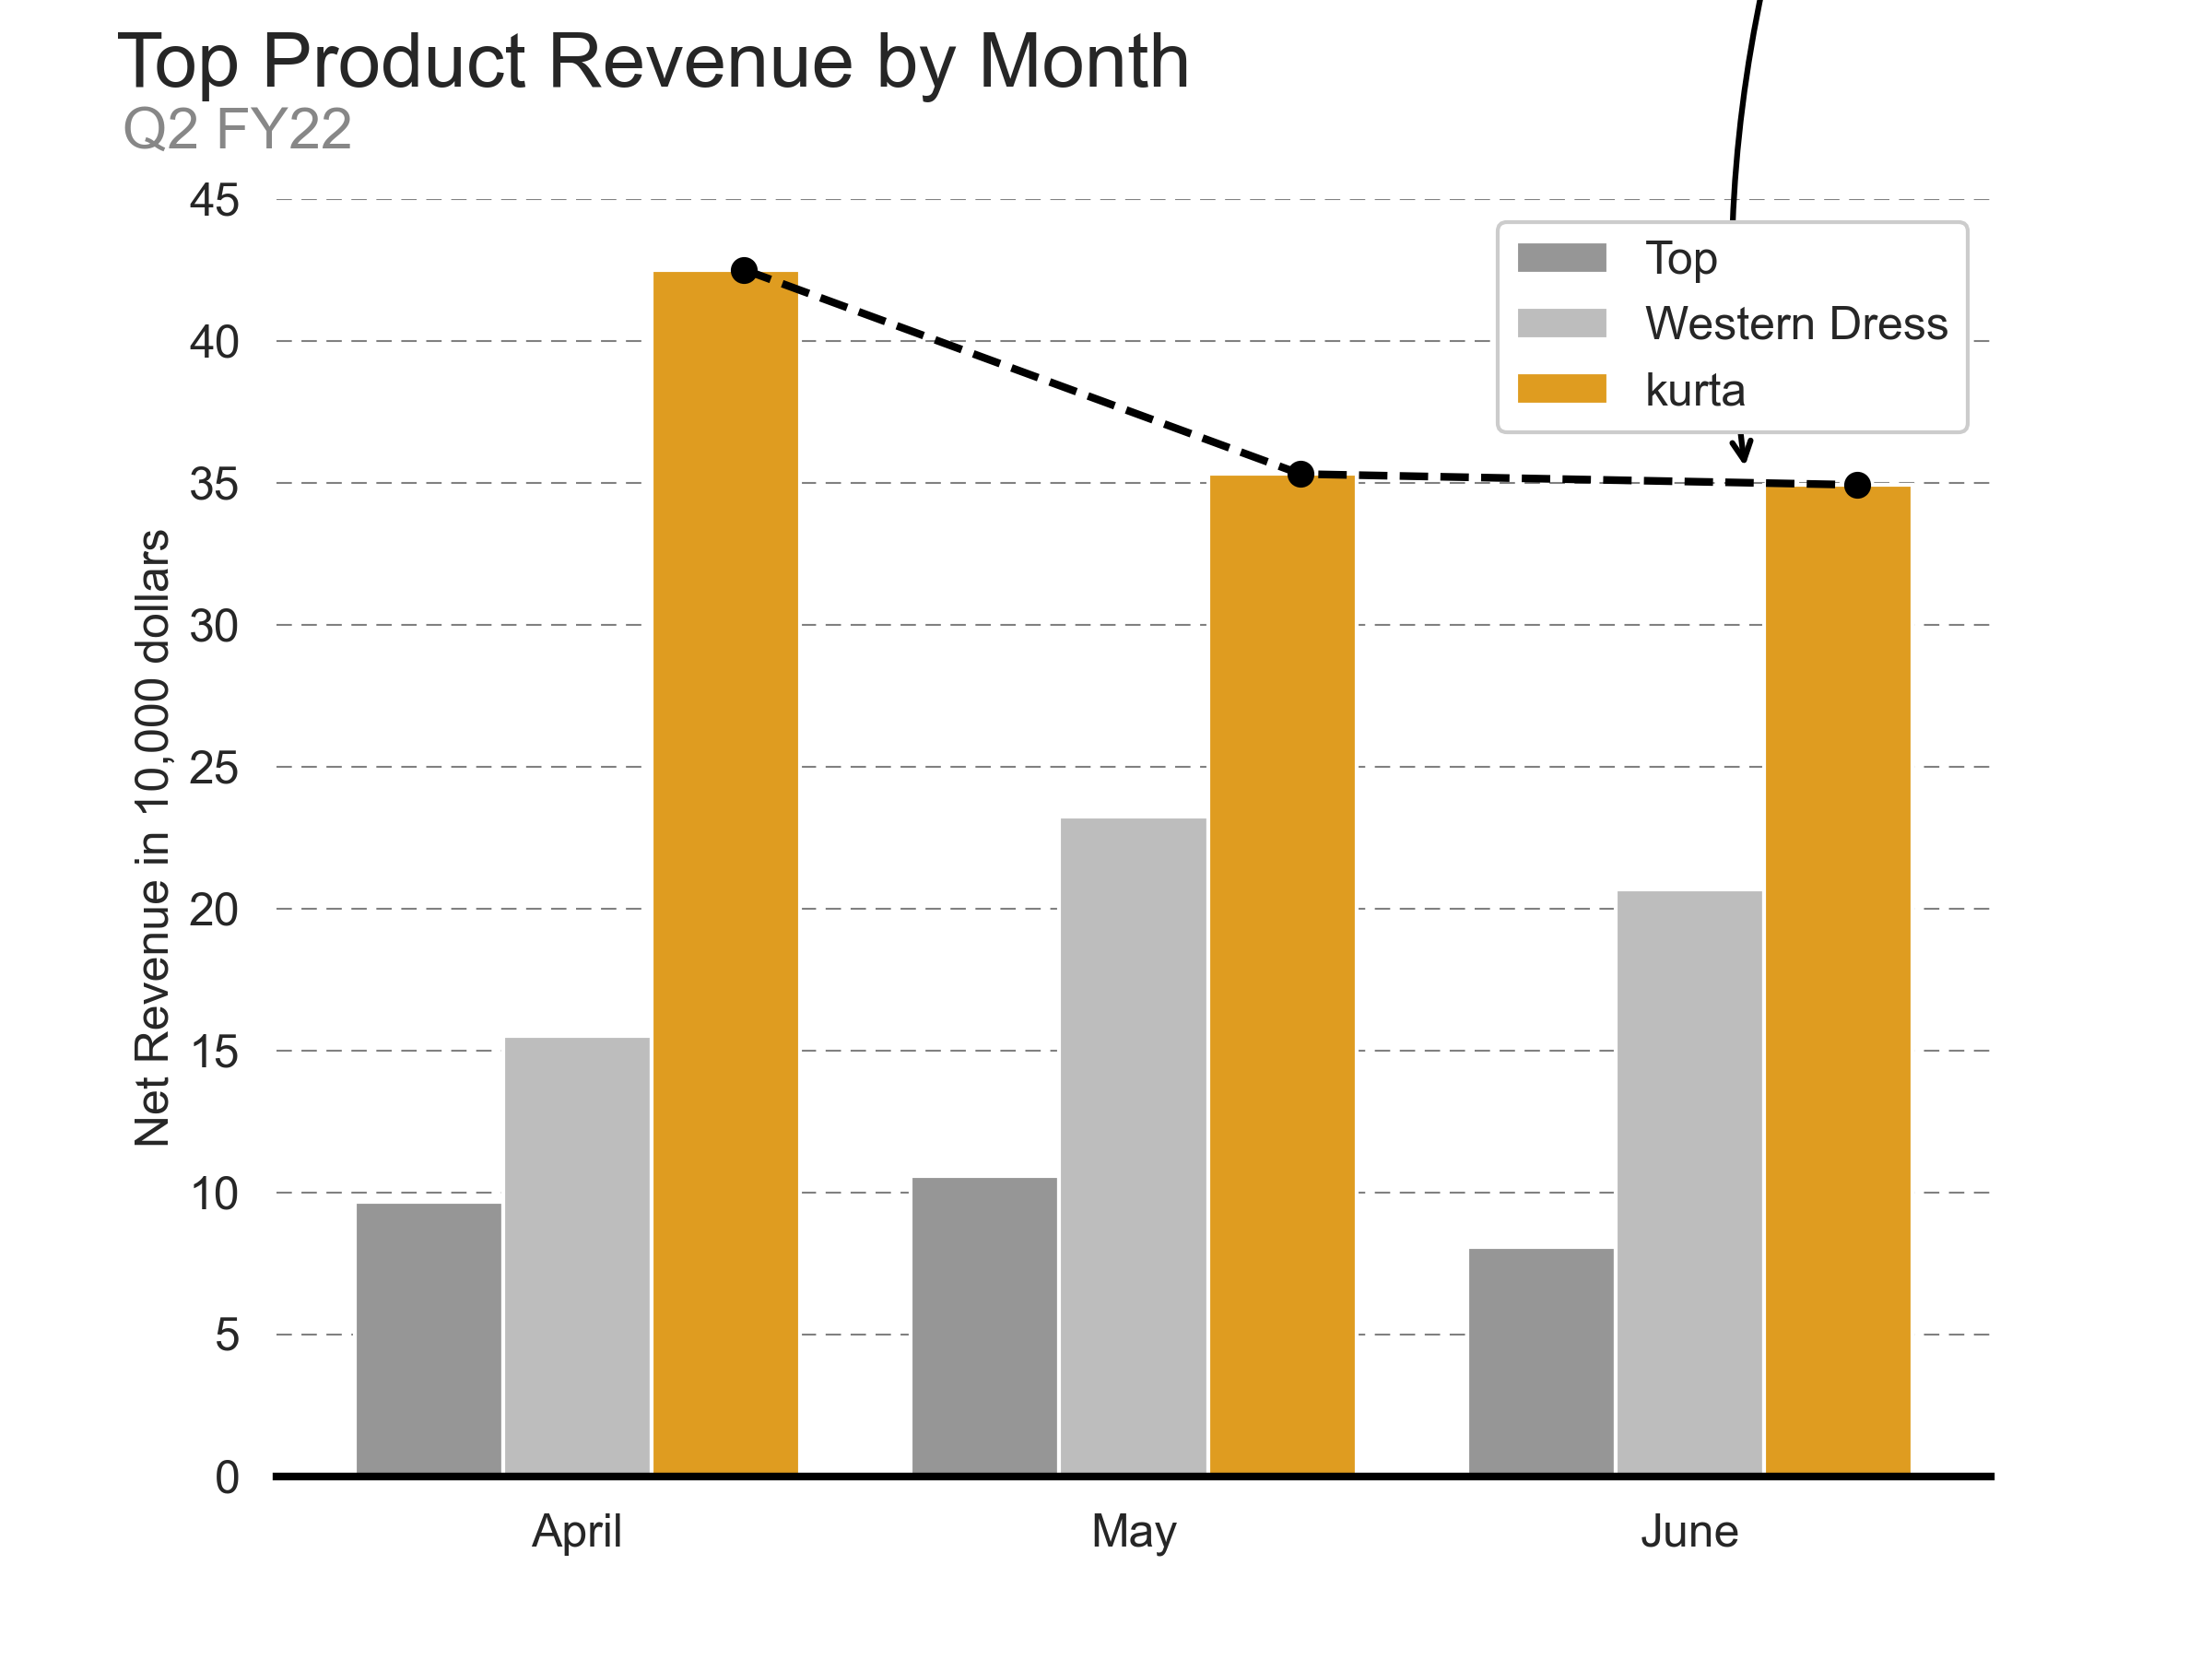 Top Product Revenue by Month
Q2 FY22
Net Revenue in 10,000 dollars
45
40
35
30
25
20
15
10
5
0
Top
Western Dress
kurta
April
May
June